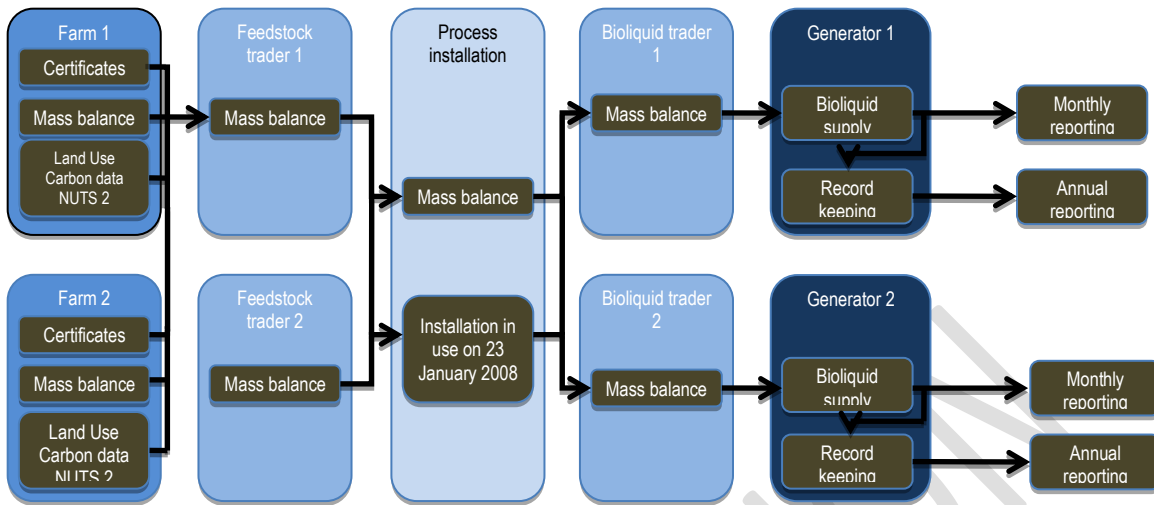 Farm 1
Certificates
Mass balance
Land Use
Carbon data
NUTS 2
Feedstock
trader 1
Mass balance
Process
installation
Mass balance
Installation in
use on 23
January 2008
Bioliquid trader
1
Mass balance
Generator 1
Bioliquid
supply
Record
keeping
Monthly
reporting
Annual
reporting
Farm 2
Certificates
Mass balance
Land Use
Carbon data
NUTS 2
Feedstock
trader 2
Mass balance
Bioliquid trader
2
Mass balance
Generator 2
Bioliquid
supply
Record
keeping
Monthly
reporting
Annual
reporting